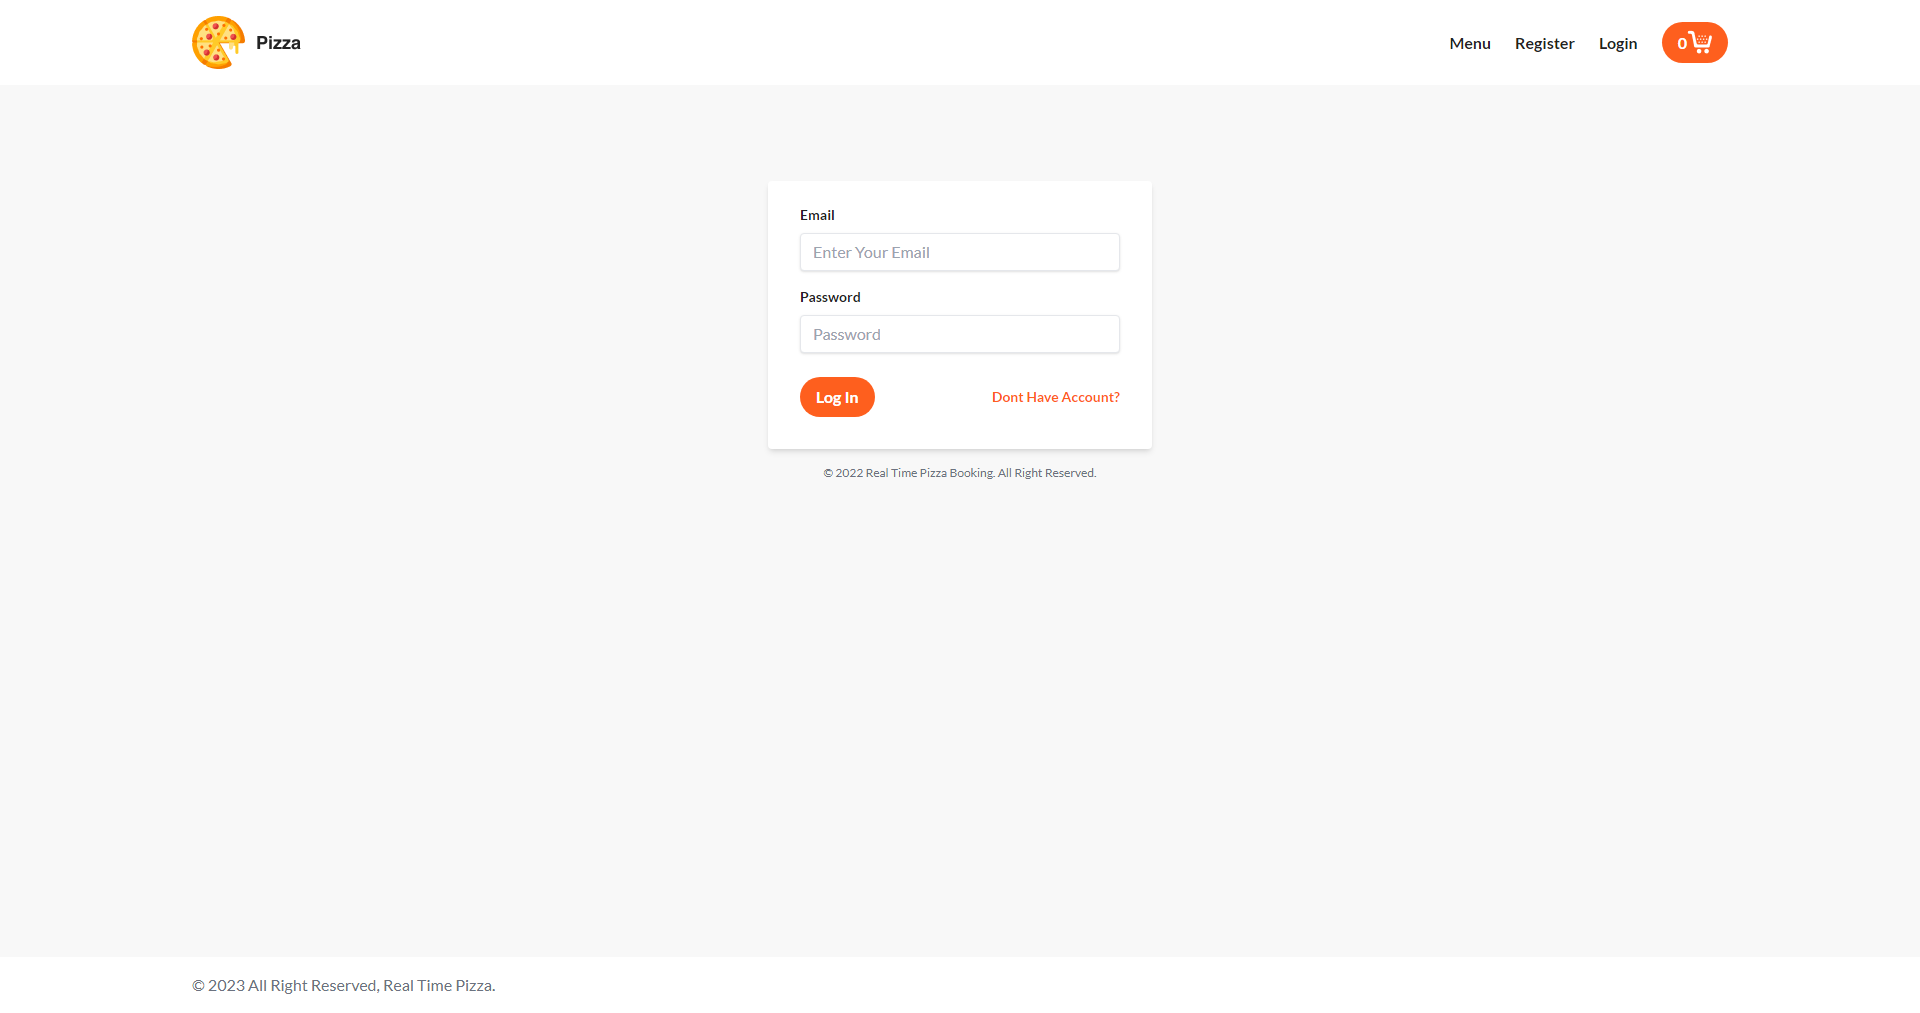 Pizza
Menu Register Login 0
Email
Enter Your Email
Password
Password
Log In Dont Have Account?
© 2022 Real Time Pizza Booking. All Right Reserved.
© 2023 All Right Reserved, Real Time Pizza.